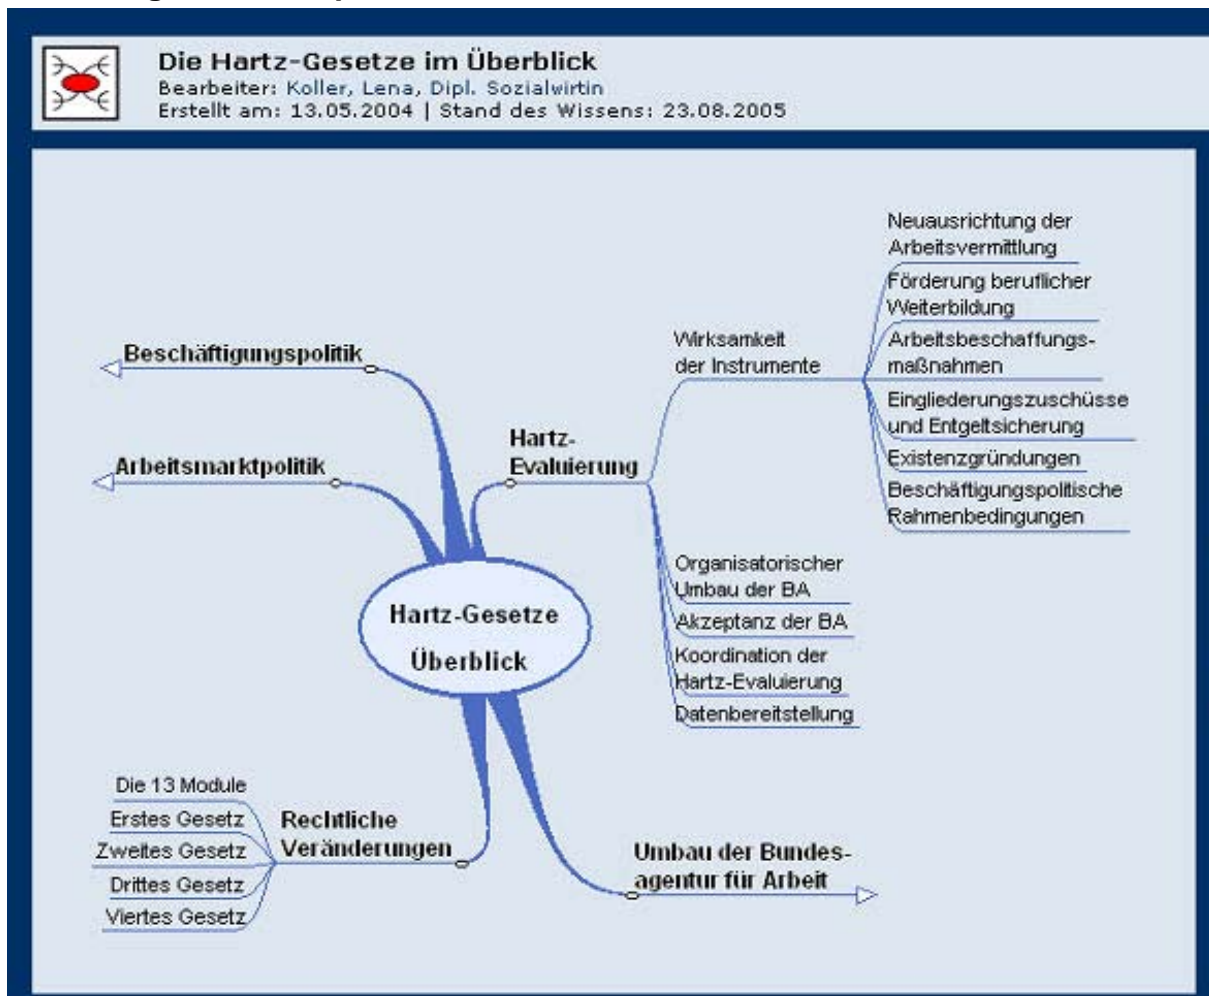 Die Hartz-Gesetze im Überblick
Bearbeiter: Koller, Lena, Dipl. Sozialwirtin
Erstellt am: 13.05.2004 | Stand des Wissens: 23.08.2005
Beschäftigungspolitik
Arbeitsmarktpolitik
Hartz-
Evaluierung
Wirksamkeit
der Instrumente
Neuausrichtung der
Arbeitsvermittlung
Förderung beruflicher
Weiterbildung
Arbeitsbeschaffungs-
maßnahmen
Eingliederungszuschüsse
und Entgeltsicherung
Existenzgründungen
Beschäftigungspolitische
Rahmenbedingungen
Organisatorischer
Umbau der BA
Akzeptanz der BA
Koordination der
Hartz-Evaluierung
Datenbereitstellung
Hartz-Gesetze
Überblick
Die 13 Module
Erstes Gesetz
Zweites Gesetz
Drittes Gesetz
Viertes Gesetz
Rechtliche
Veränderungen
Umbau der Bundes-
agentur für Arbeit